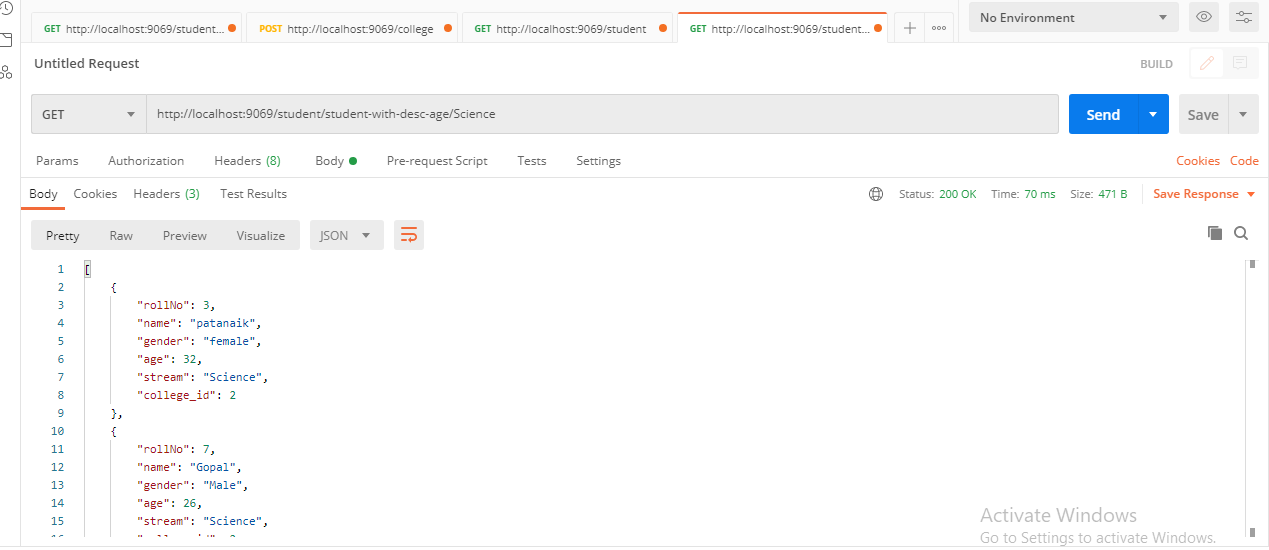 GET http://localhost:9069/student... POST http://localhost:9069/college GET http://localhost:9069/student GET http://localhost:9069/student... + ••• No Environment
Untitled Request BUILD
GET http://localhost:9069/student/student-with-desc-age/Science Send Save
Params Authorization Headers (8) Body Pre-request Script Tests Settings Cookies Code
Body Cookies Headers (3) Test Results Status: 200 OK Time: 70 ms Size: 471 B Save Response
Pretty Raw Preview Visualize JSON
1 [
2 {
3 "rollNo": 3,
4 "name": "patanaik",
5 "gender": "female",
6 "age": 32,
7 "stream": "Science",
8 "college_id": 2
9 },
10 {
11 "rollNo": 7,
12 "name": "Gopal",
13 "gender": "Male",
14 "age": 26,
15 "stream": "Science",
Activate Windows
Go to Settings to activate Windows.